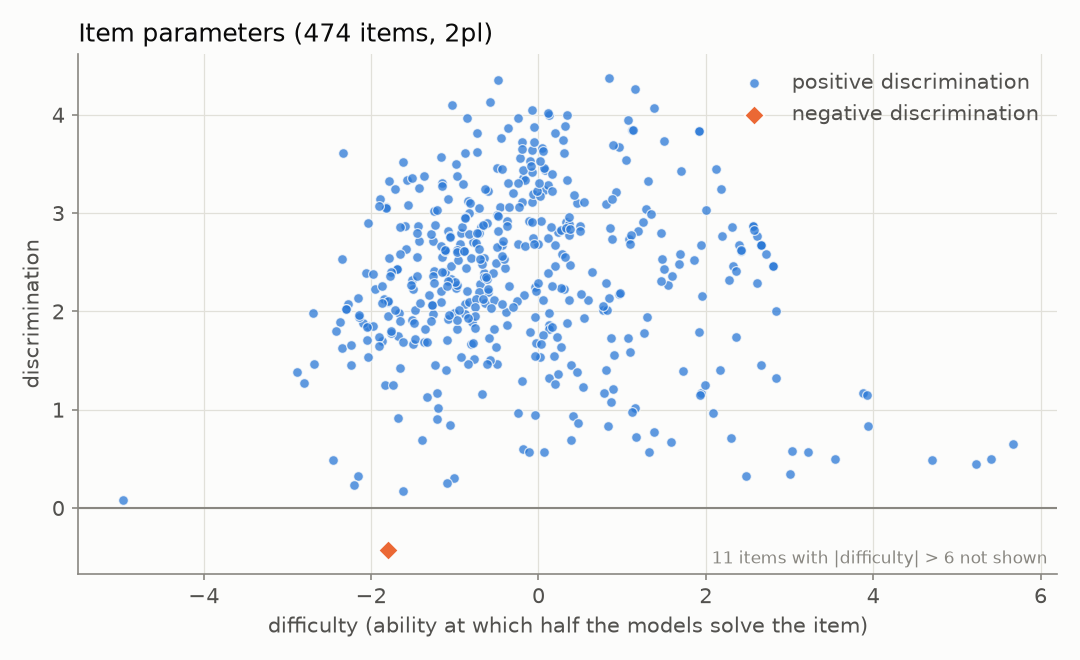 Item parameters (474 items, 2pl)
positive discrimination
negative discrimination
discrimination
4
3
2
1
0
11 items with |difficulty| > 6 not shown
−4
−2
0
2
4
6
difficulty (ability at which half the models solve the item)